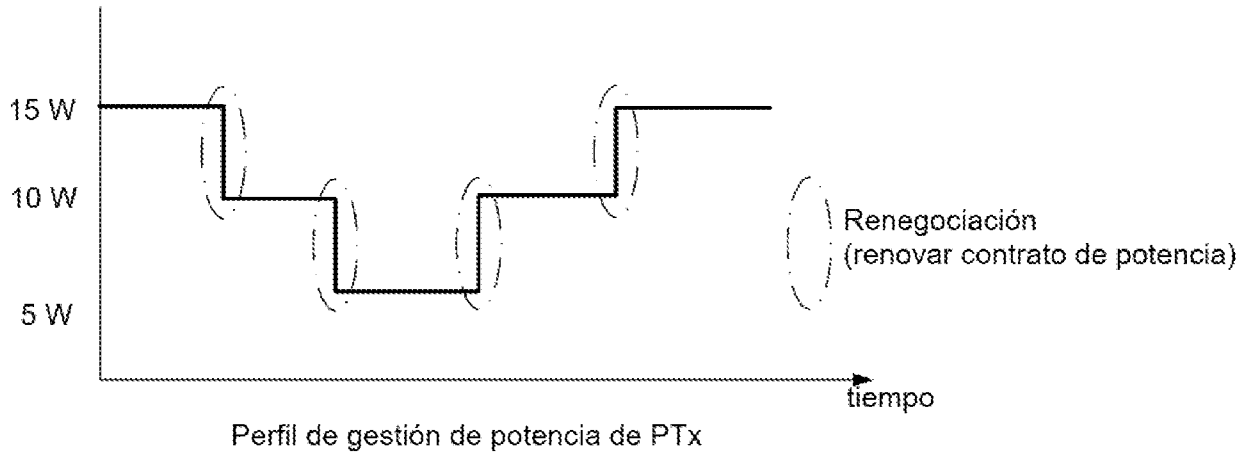 15 W
10 W
5 W
Renegociación
(renovar contrato de potencia)
tiempo
Perfil de gestión de potencia de PTx